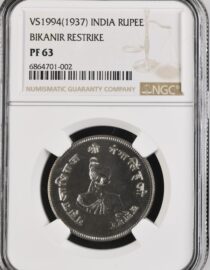 VS1994(1937) INDIA RUPEE
BIKANIR RESTRIKE
PF 63
6864701-002
NUMISMATIC GUARANTY COMPANY
NGC